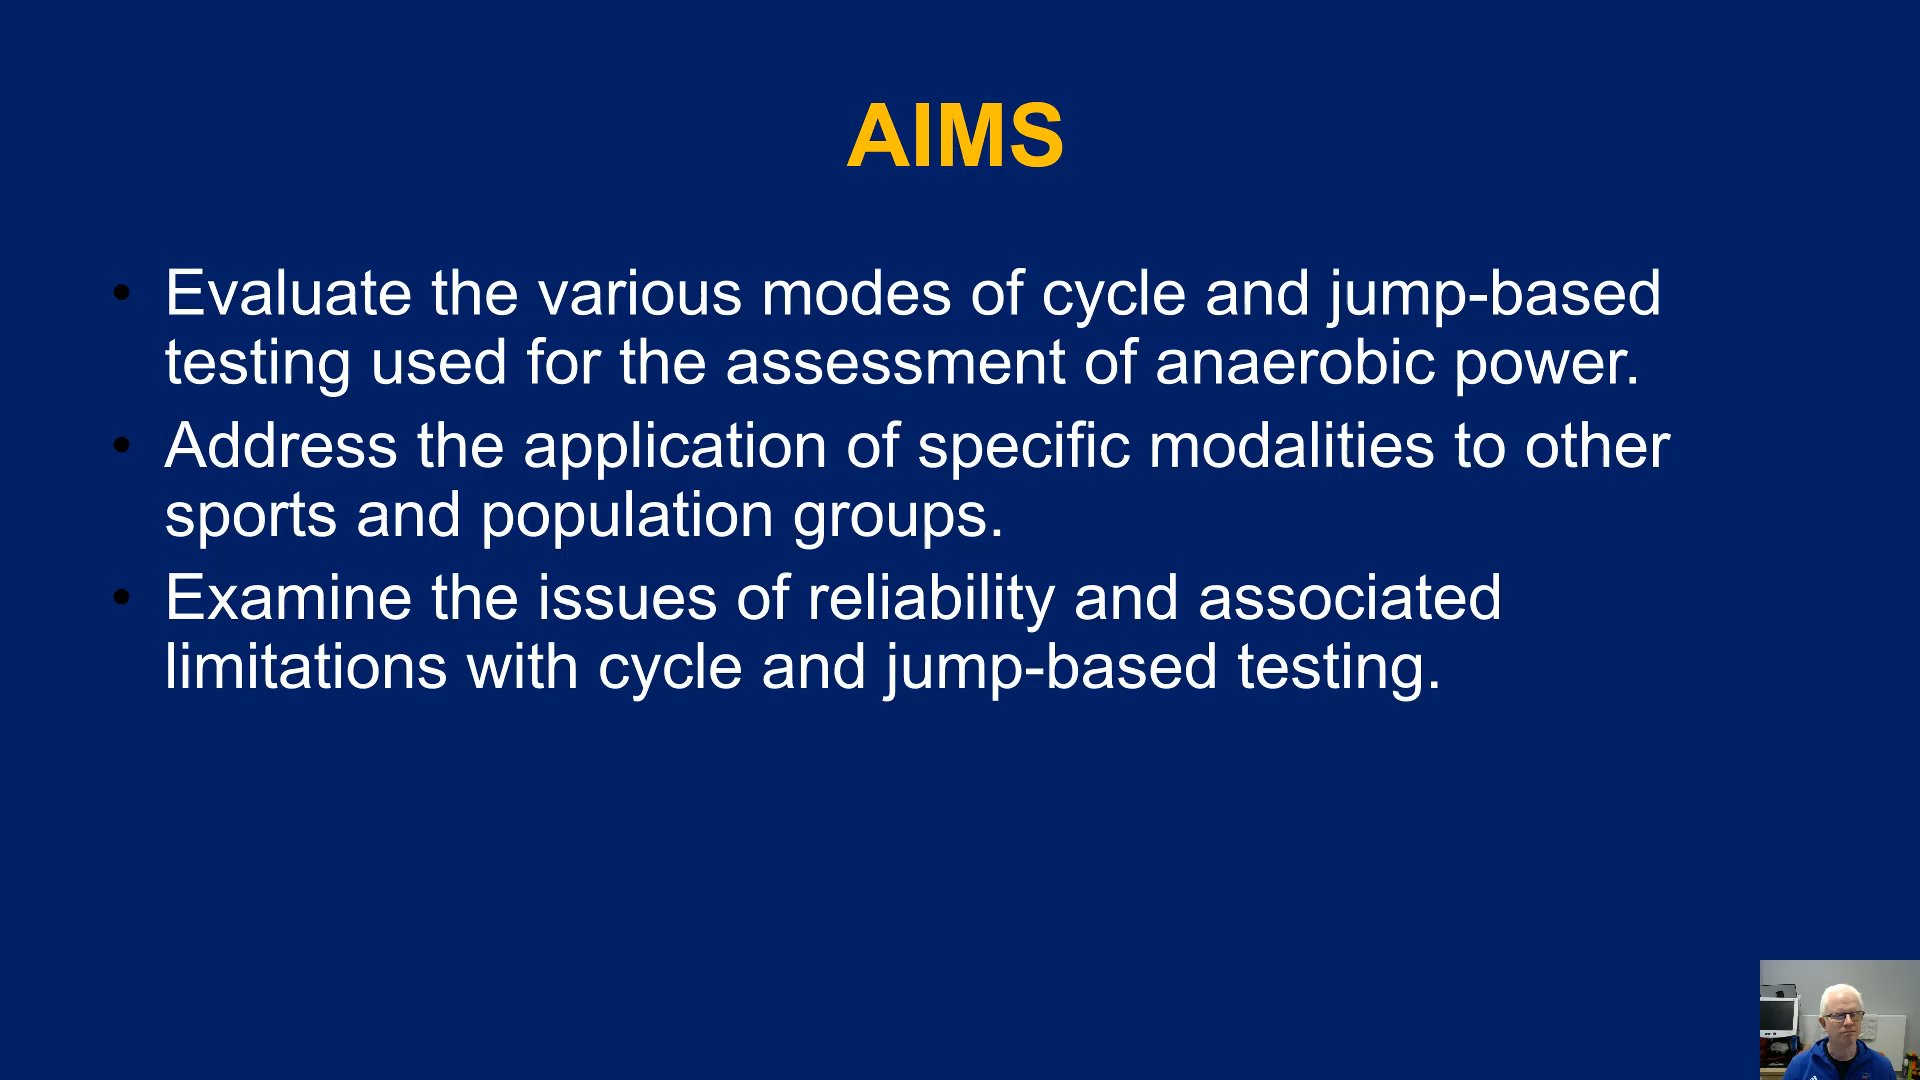 AIMS
• Evaluate the various modes of cycle and jump-based
testing used for the assessment of anaerobic power.
• Address the application of specific modalities to other
sports and population groups.
• Examine the issues of reliability and associated
limitations with cycle and jump-based testing.